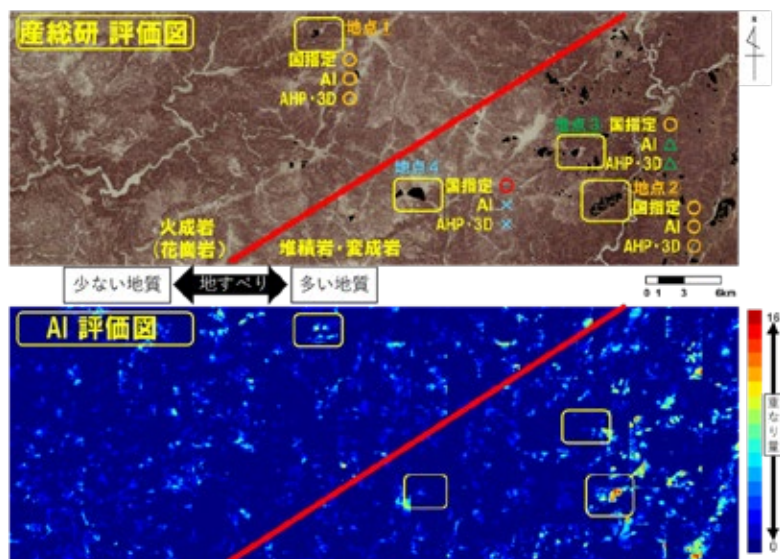 産総研 評価図
地点1
国指定 ○
AI ○
AHP・3D ○
N
地点3 国指定 ○
AI △
AHP・3D △
地点4
国指定 ○
AI ×
AHP・3D ×
地点2
国指定 ○
AI ○
AHP・3D ○
火成岩
(花崗岩)
堆積岩・変成岩
少ない地質
地すべり
多い地質
0 1 3 6km
AI 評価図
16
重なり量
0